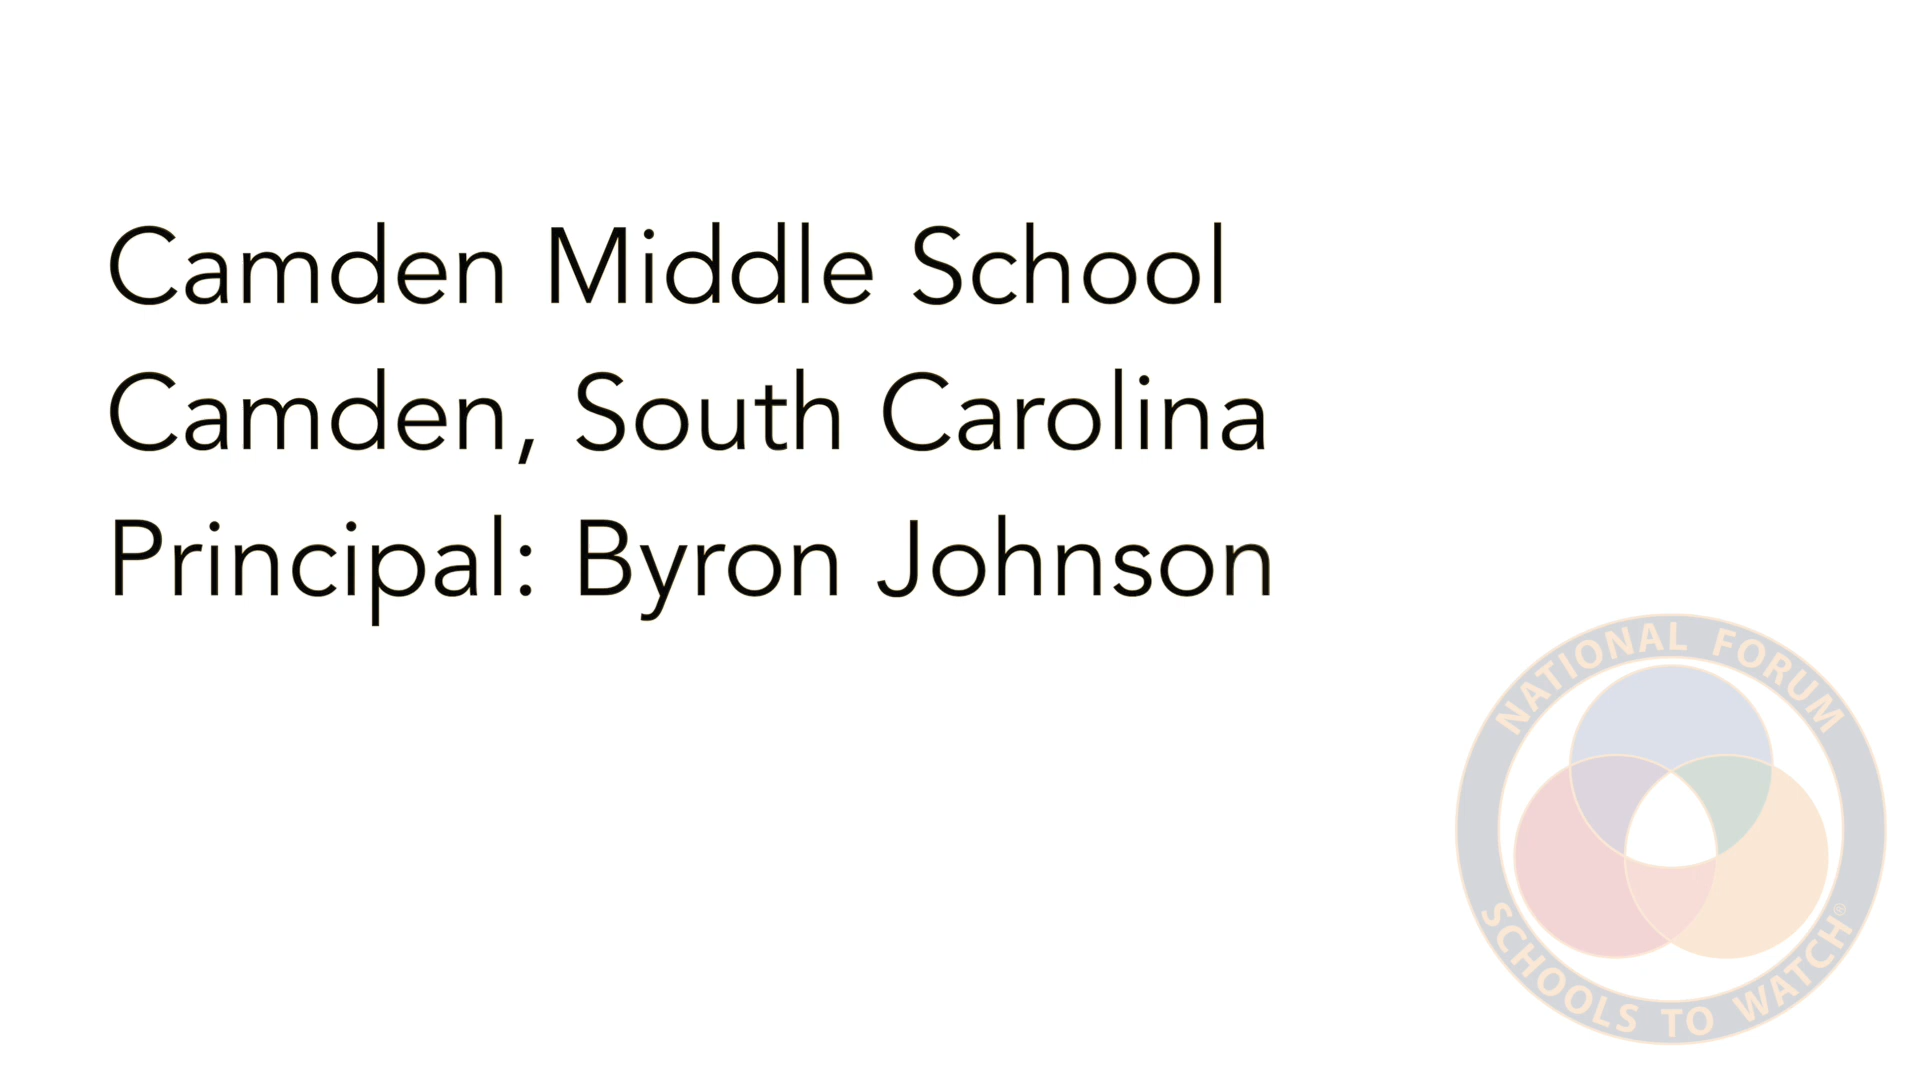 Camden Middle School
Camden, South Carolina
Principal: Byron Johnson
NATIONAL FORUM
SCHOOLS TO WATCH®